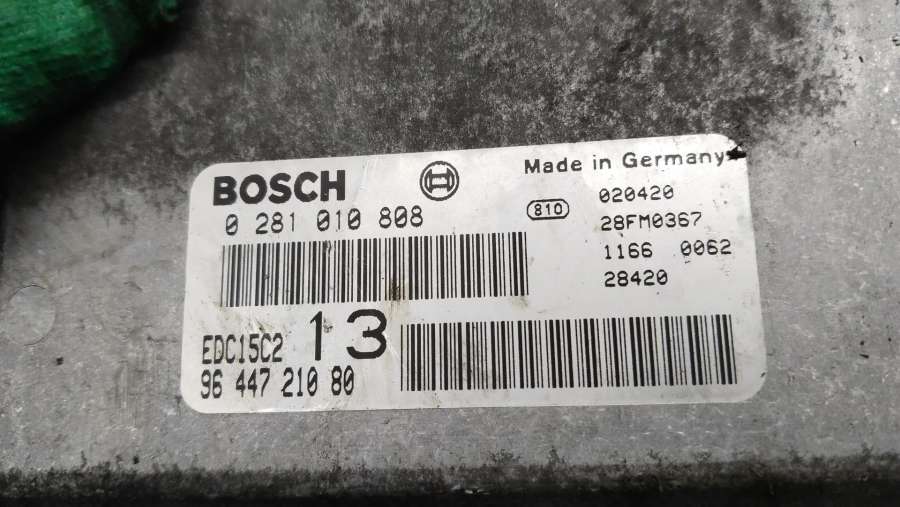 BOSCH
Made in Germany
0 281 010 808
810
020420
28FM0367
1166 0062
28420
EDC15C2 13
96 447 210 80